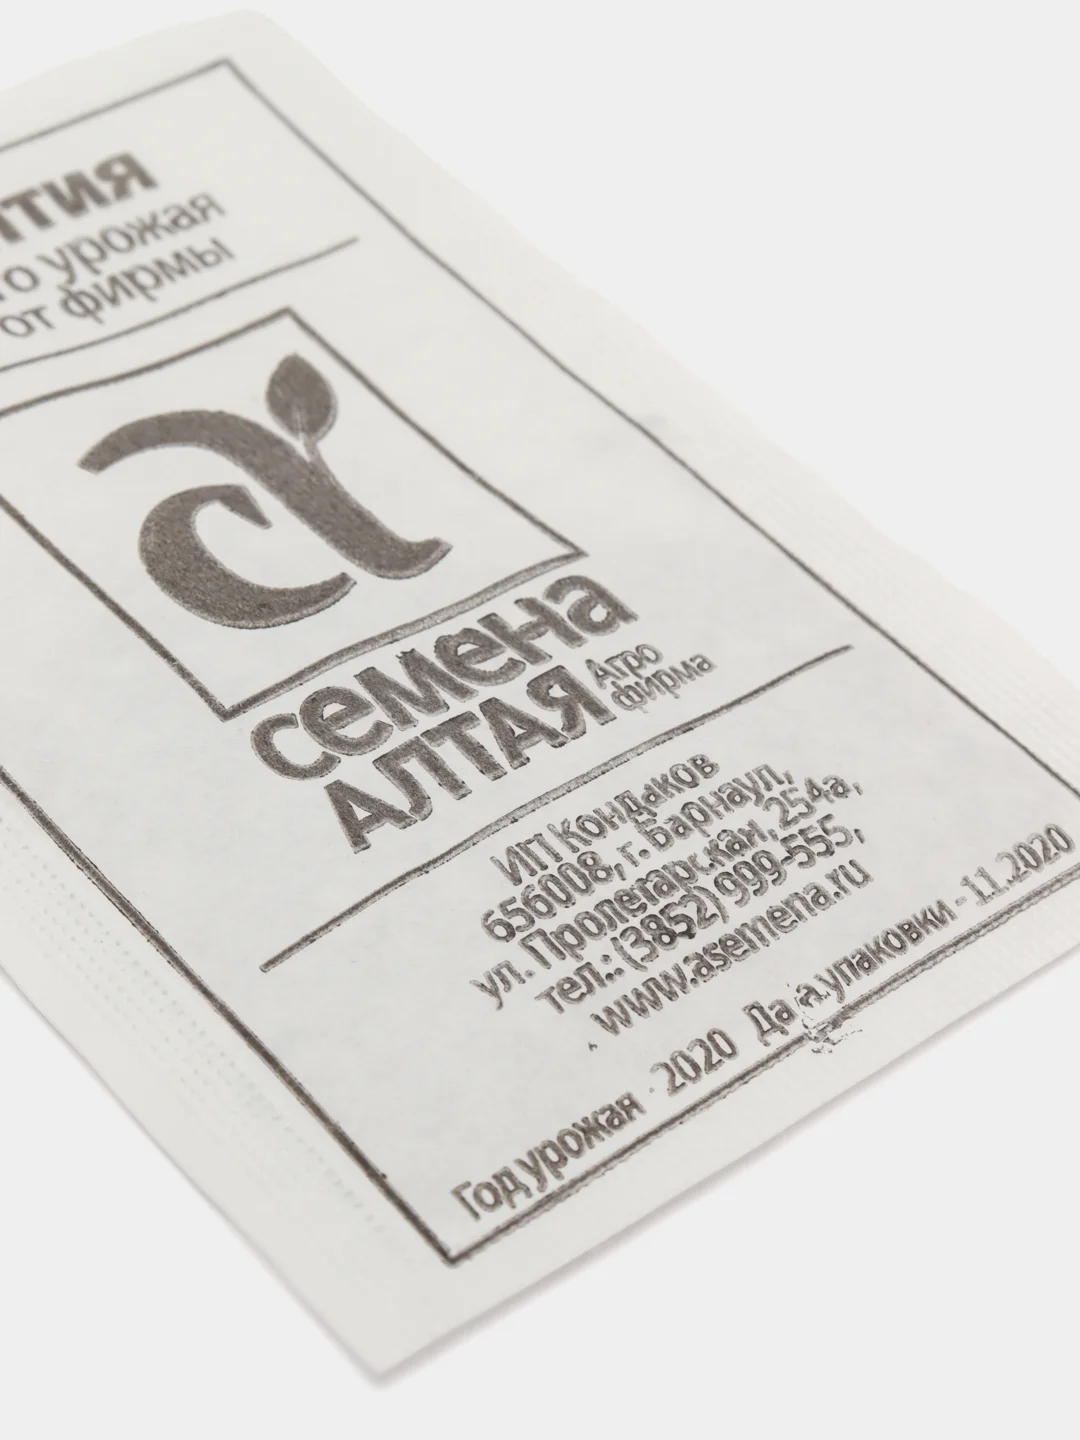 урожая
от фирмы
семена
АЛТАЯ Агро
фирма
ИП Кондаков
656008, г. Барнаул,
ул. Пролетарская, 254а,
тел.: (3852) 999-555,
www.asemena.ru
Год урожая - 2020 Дата упаковки - 11.2020